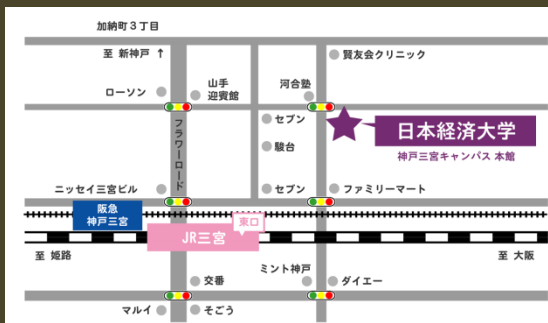 加納町３丁目
至 新神戸 ↑
賢友会クリニック
ローソン
山手
迎賓館
河合塾
フラワーロード
セブン
日本経済大学
神戸三宮キャンパス 本館
駿台
ニッセイ三宮ビル
セブン
ファミリーマート
阪急
神戸三宮
東口
JR三宮
至 姫路
至 大阪
ミント神戸
交番
ダイエー
マルイ
そごう